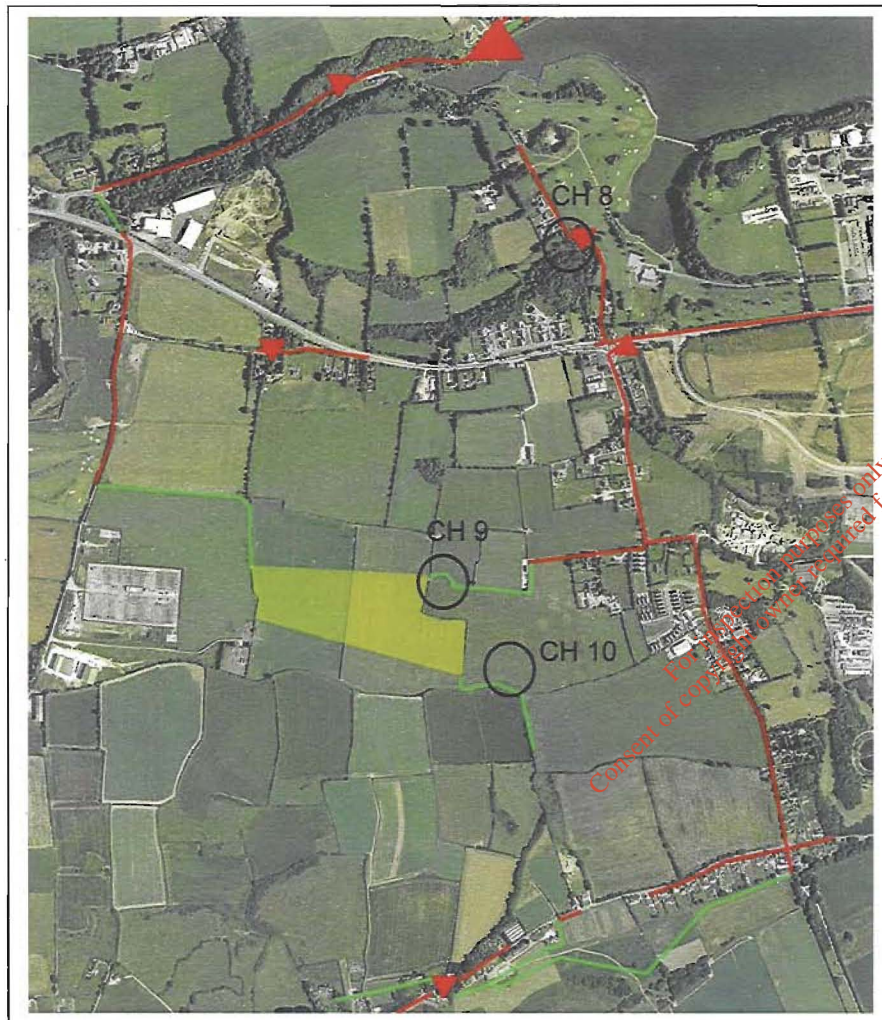 CH 8
CH 9
CH 10
For inspection purposes only
Consent of copyright owner required f